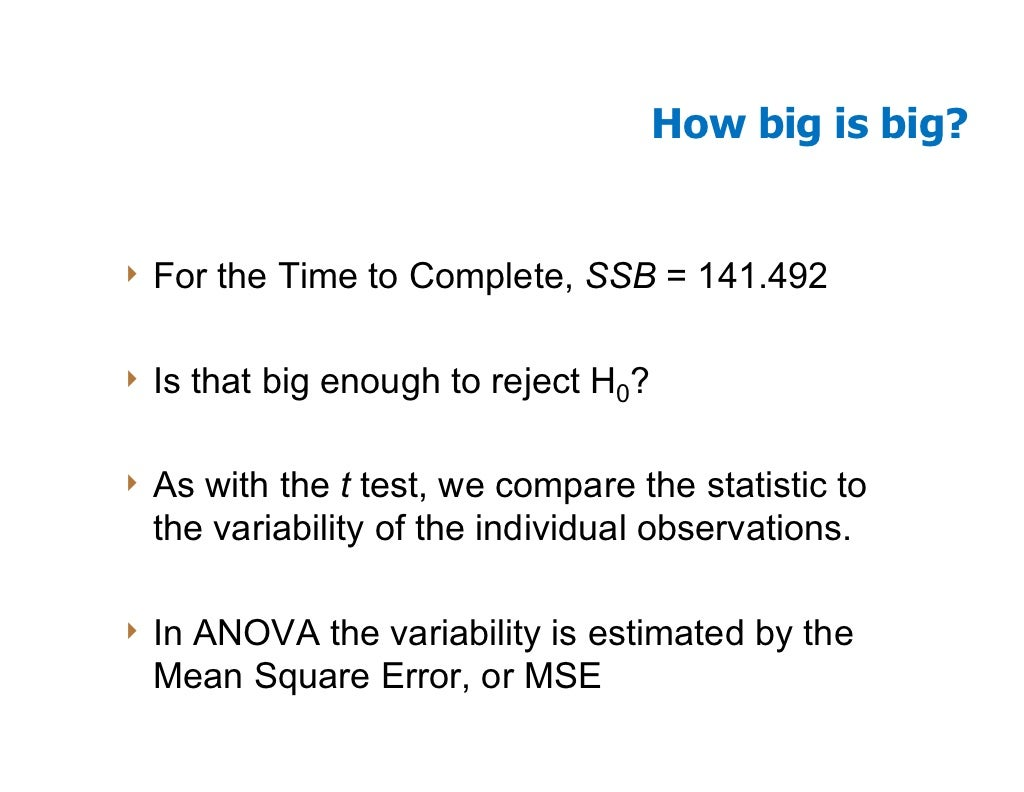 How big is big?
For the Time to Complete, SSB = 141.492
Is that big enough to reject H₀?
As with the t test, we compare the statistic to
the variability of the individual observations.
In ANOVA the variability is estimated by the
Mean Square Error, or MSE